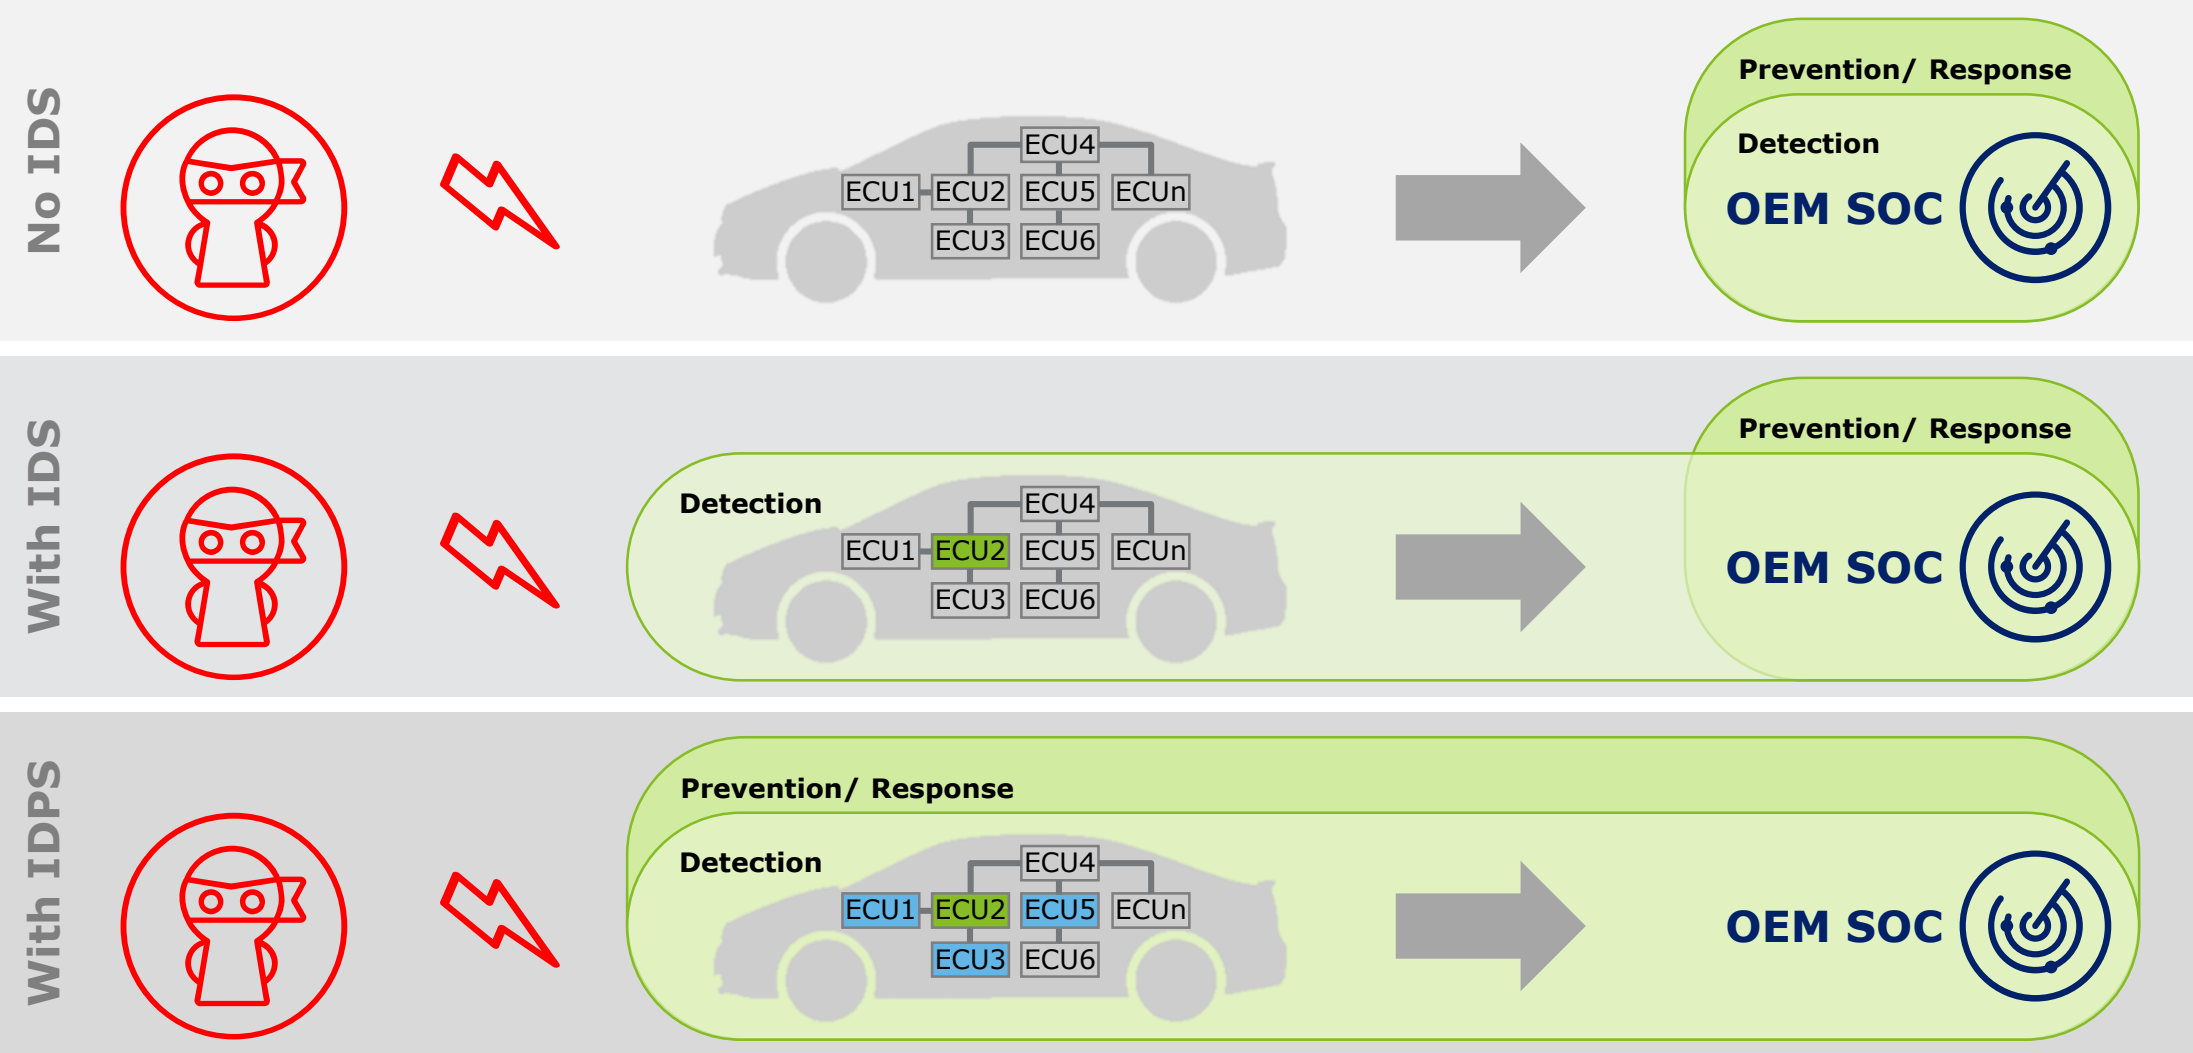 No IDS
Prevention/ Response
Detection
ECU4
ECU1 ECU2 ECU5 ECUn
ECU3 ECU6
OEM SOC
With IDS
Prevention/ Response
Detection
ECU4
ECU1 ECU2 ECU5 ECUn
ECU3 ECU6
OEM SOC
With IDPS
Prevention/ Response
Detection
ECU4
ECU1 ECU2 ECU5 ECUn
ECU3 ECU6
OEM SOC